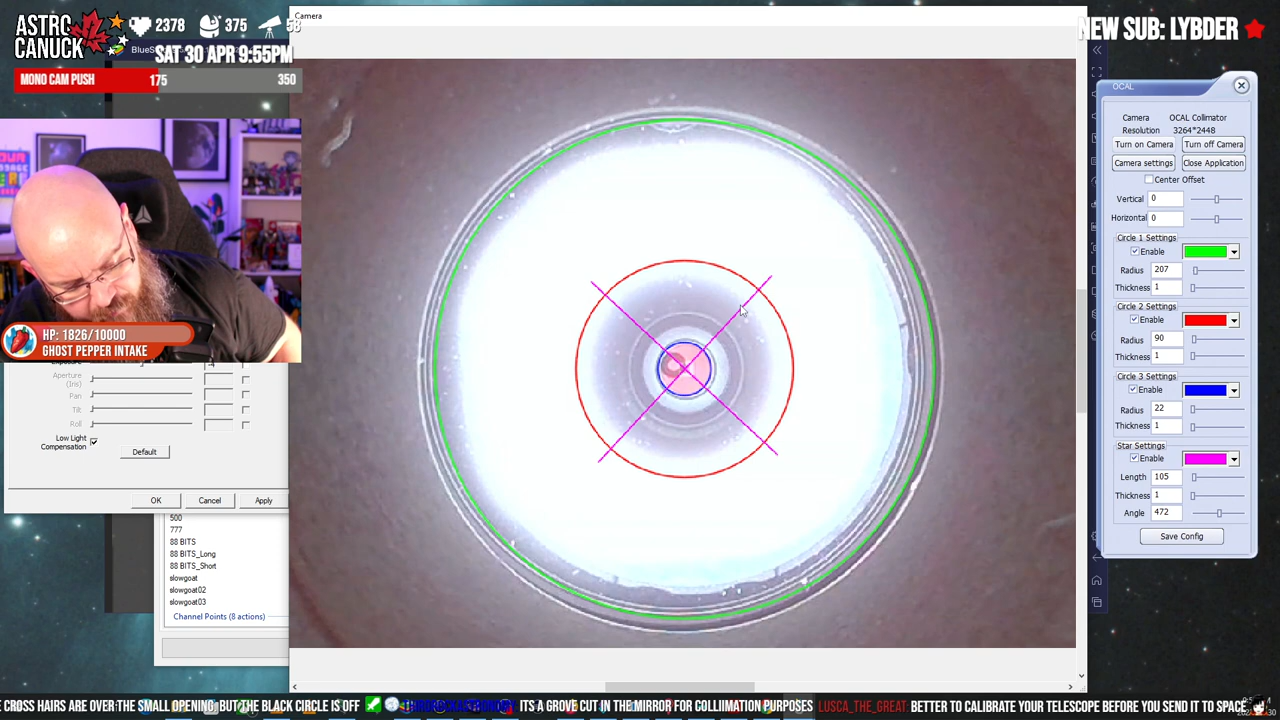 ASTRO
CANUCK
2378
375
58
SAT 30 APR 9:55PM
MONO CAM PUSH 175 350
HP: 1826/10000
GHOST PEPPER INTAKE
Aperture
(Iris)
Pan
Tilt
Roll
Low Light
Compensation
Default
OK Cancel Apply
500
777
88 BITS
88 BITS_Long
88 BITS_Short
slowgoat
slowgoat02
slowgoat03
Channel Points (8 actions)
Camera
NEW SUB: LYBDER
OCAL
Camera OCAL Collimator
Resolution 3264*2448
Turn on Camera Turn off Camera
Camera settings Close Application
Center Offset
Vertical 0
Horizontal 0
Circle 1 Settings
Enable
Radius 207
Thickness 1
Circle 2 Settings
Enable
Radius 90
Thickness 1
Circle 3 Settings
Enable
Radius 22
Thickness 1
Star Settings
Enable
Length 105
Thickness 1
Angle 472
Save Config
CROSS HAIRS ARE OVER THE SMALL OPENING, BUT THE BLACK CIRCLE IS OFF ITS A GROVE CUT IN THE MIRROR FOR COLLIMATION PURPOSES LUSCA_THE_GREAT: BETTER TO CALIBRATE YOUR TELESCOPE BEFORE YOU SEND IT TO SPACE